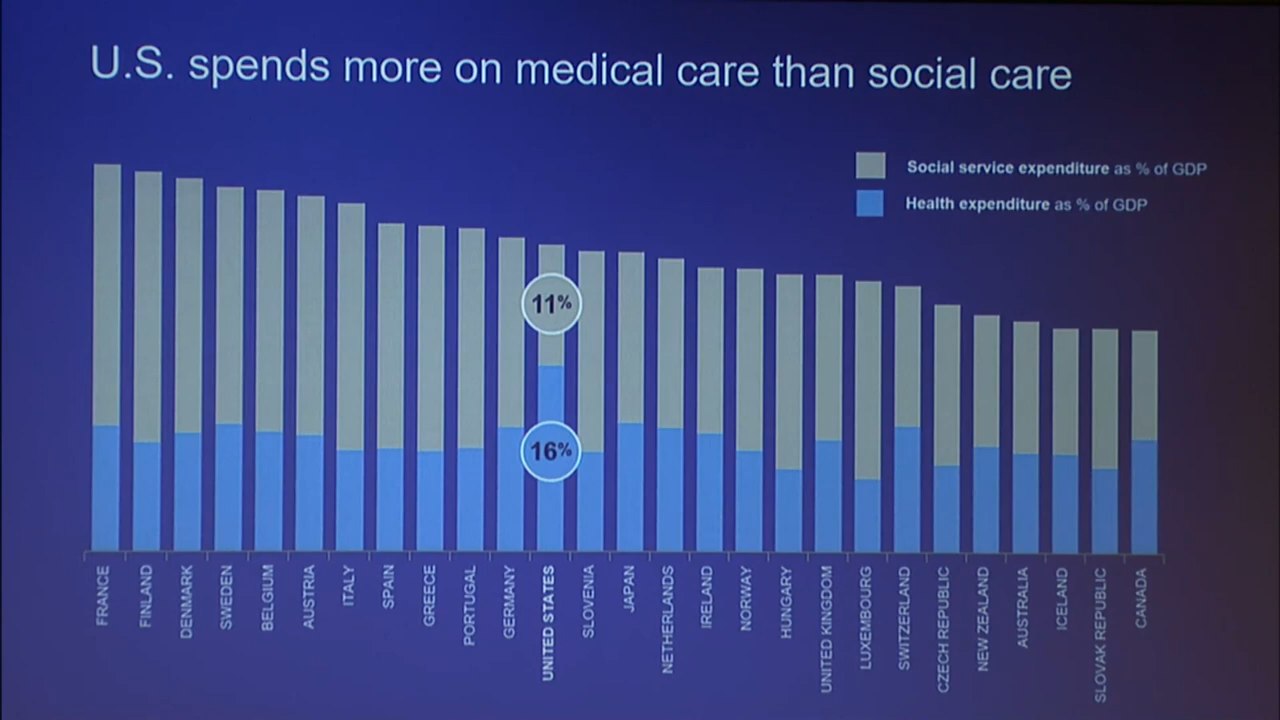 U.S. spends more on medical care than social care
Social service expenditure as % of GDP
Health expenditure as % of GDP
11%
16%
FRANCE
FINLAND
DENMARK
SWEDEN
BELGIUM
AUSTRIA
ITALY
SPAIN
GREECE
PORTUGAL
GERMANY
UNITED STATES
SLOVENIA
JAPAN
NETHERLANDS
IRELAND
NORWAY
HUNGARY
UNITED KINGDOM
LUXEMBOURG
SWITZERLAND
CZECH REPUBLIC
NEW ZEALAND
AUSTRALIA
ICELAND
SLOVAK REPUBLIC
CANADA